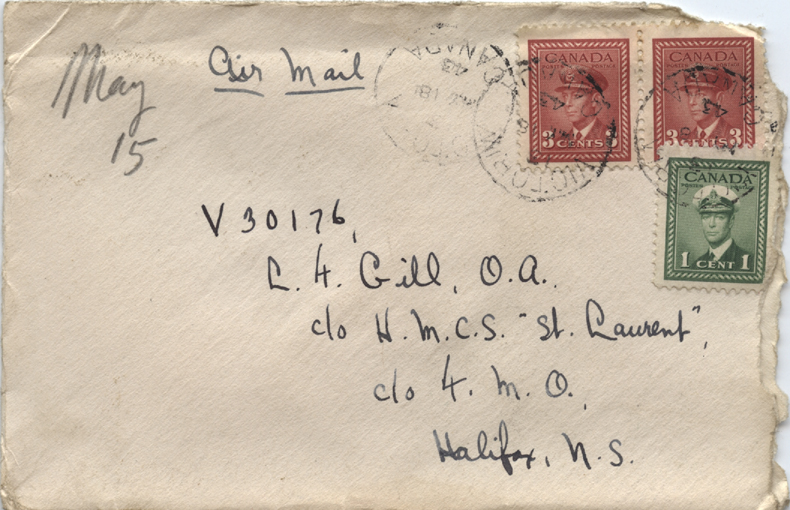 May
15
Air Mail
CANADA
3 CENTS
CANADA
3 CENTS 3
CANADA
1 CENT 1
V 30176,
L. F. Gill, O.A.
c/o H.M.C.S. "St. Laurent",
c/o F. M. O.
Halifax, N.S.